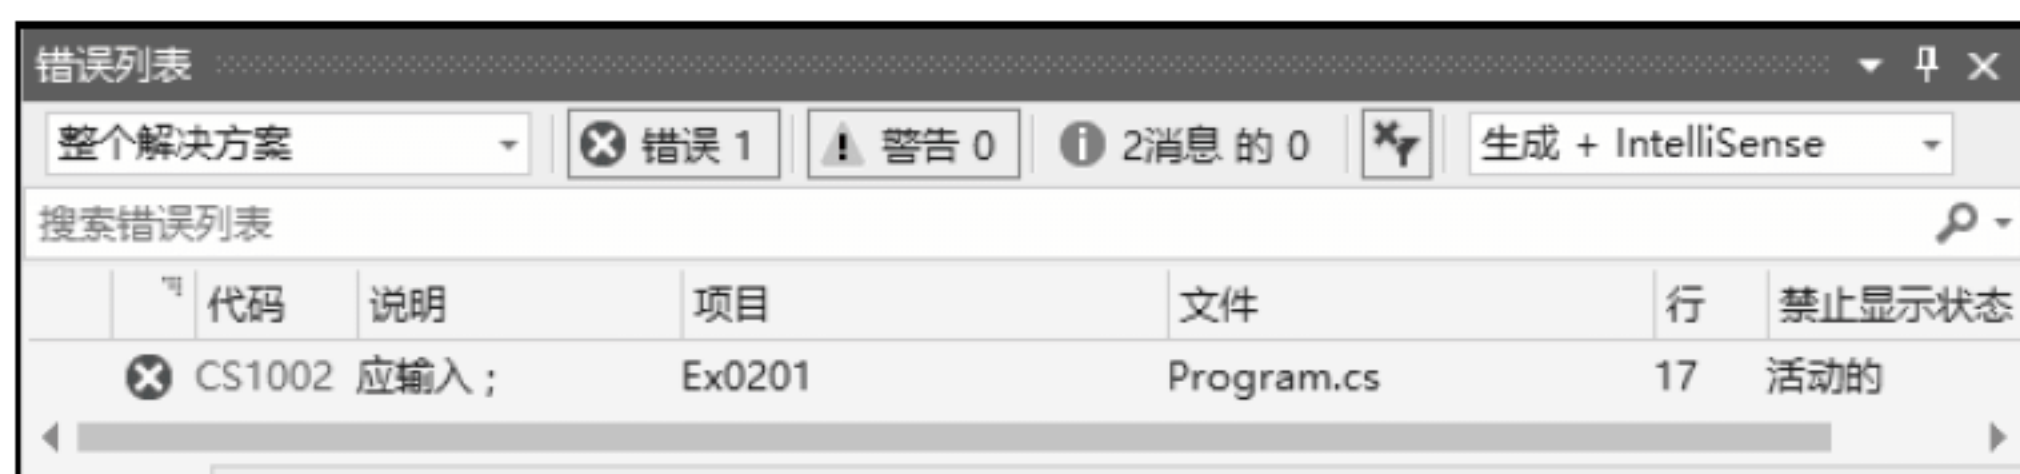 错误列表
整个解决方案 错误 1 警告 0 2消息 的 0 生成 + IntelliSense
搜索错误列表
代码 说明 项目 文件 行 禁止显示状态
CS1002 应输入 ; Ex0201 Program.cs 17 活动的